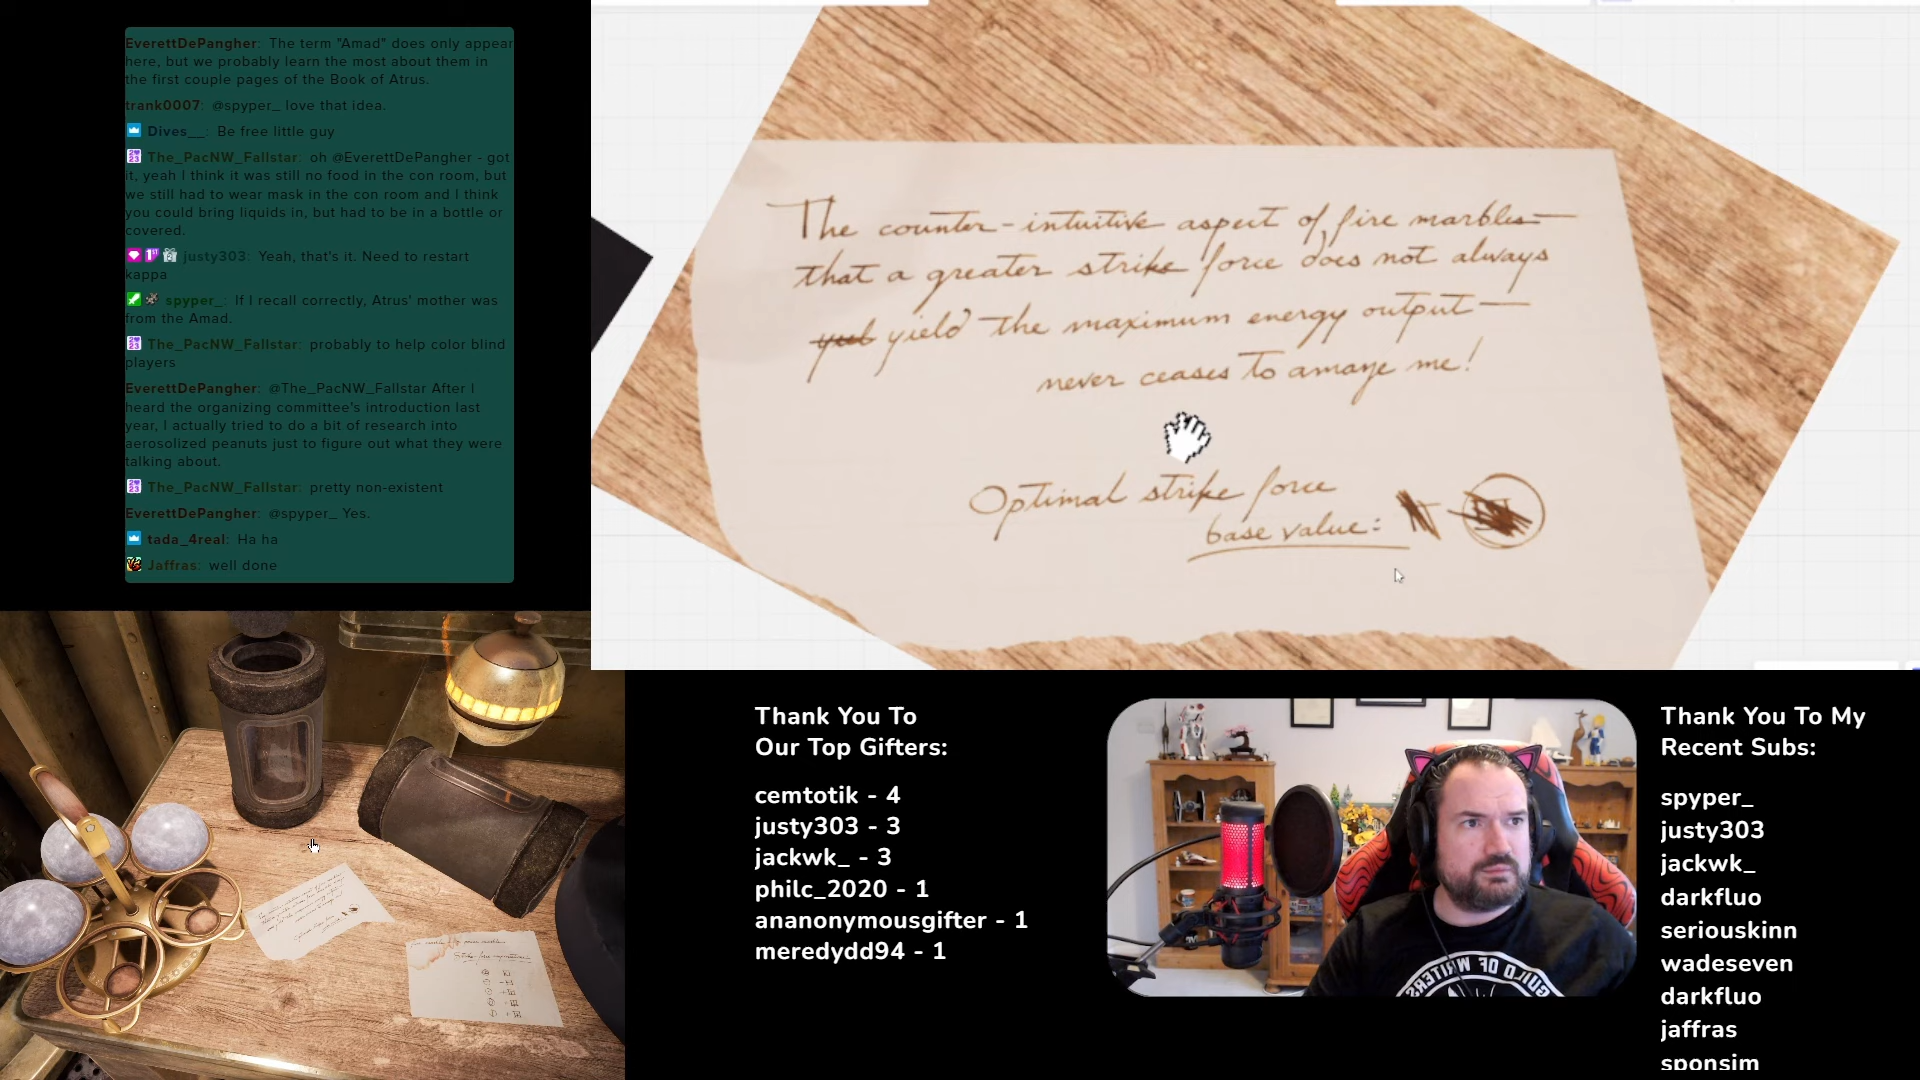 EverettDePangher: The term "Amad" does only appear
here, but we probably learn the most about them in
the first couple pages of the Book of Atrus.
trank0007: @spyper_ love that idea.
Dives__: Be free little guy
The_PacNW_Fallstar: oh @EverettDePangher - got
it, yeah I think it was still no food in the con room, but
we still had to wear mask in the con room and I think
you could bring liquids in, but had to be in a bottle or
covered.
justy303: Yeah, that's it. Need to restart
kappa
spyper_: If I recall correctly, Atrus' mother was
from the Amad.
The_PacNW_Fallstar: probably to help color blind
players
EverettDePangher: @The_PacNW_Fallstar After I
heard the organizing committee's introduction last
year, I actually tried to do a bit of research into
aerosolized peanuts just to figure out what they were
talking about.
The_PacNW_Fallstar: pretty non-existent
EverettDePangher: @spyper_ Yes.
tada_4real: Ha ha
Jaffras: well done
The counter-intuitive aspect of fire marbles—
that a greater strike force does not always
yield the maximum energy output—
never ceases to amaze me!
Optimal strike force
base value:
Thank You To
Our Top Gifters:
cemtotik - 4
justy303 - 3
jackwk_ - 3
philc_2020 - 1
ananonymousgifter - 1
meredydd94 - 1
GUILD OF WRITERS
Thank You To My
Recent Subs:
spyper_
justy303
jackwk_
darkfluo
seriouskinn
wadeseven
darkfluo
jaffras
sponsim